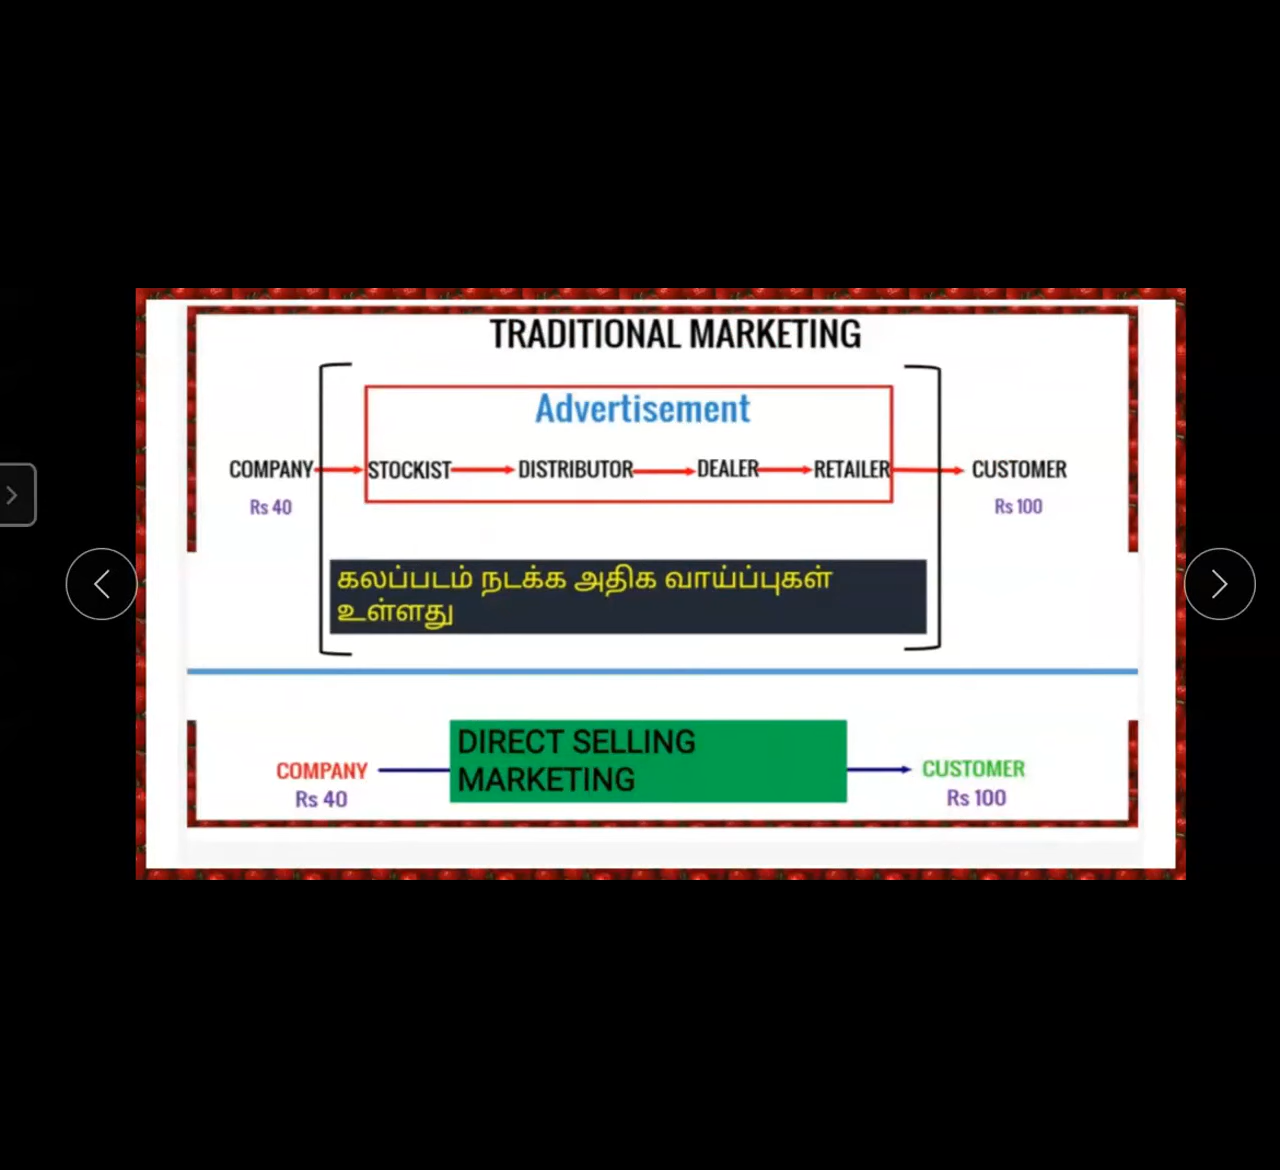 TRADITIONAL MARKETING
Advertisement
COMPANY STOCKIST DISTRIBUTOR DEALER RETAILER CUSTOMER
Rs 40 Rs 100
கலப்படம் நடக்க அதிக வாய்ப்புகள்
உள்ளது
DIRECT SELLING
MARKETING
COMPANY CUSTOMER
Rs 40 Rs 100